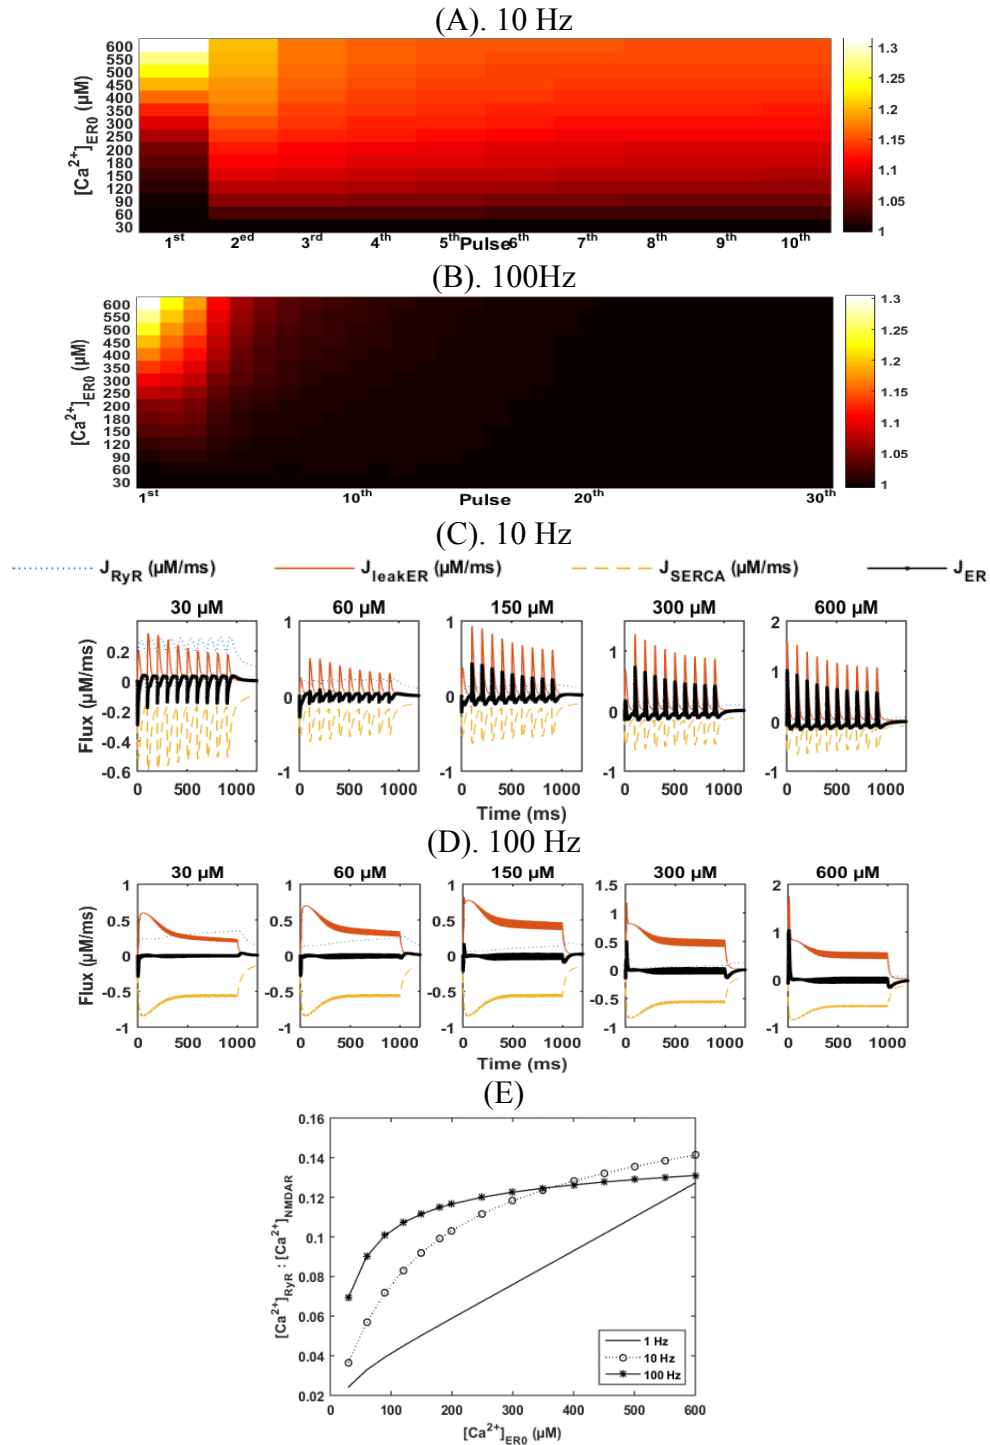 (A). 10 Hz
600
550
500
450
400
350
300
250
200
180
150
120
90
60
30
[Ca2+]ER0 (µM)
1.3
1.25
1.2
1.15
1.1
1.05
1
1st 2ed 3rd 4th 5th Pulse 6th 7th 8th 9th 10th
(B). 100Hz
600
550
500
450
400
350
300
250
200
180
150
120
90
60
30
[Ca2+]ER0 (µM)
1.3
1.25
1.2
1.15
1.1
1.05
1
1st 10th 20th 30th
Pulse
(C). 10 Hz
JRyR (µM/ms) JleakER (µM/ms) JSERCA (µM/ms) JER
30 µM 60 µM 150 µM 300 µM 600 µM
Flux (µM/ms)
0.2 0 -0.2 -0.4 -0.6
1 0 -1
1 0 -1
1 0 -1
2 1 0 -1
0 500 1000 0 500 1000 0 500 1000 0 500 1000 0 500 1000
Time (ms)
(D). 100 Hz
30 µM 60 µM 150 µM 300 µM 600 µM
Flux (µM/ms)
1 0.5 0 -0.5 -1
1 0.5 0 -0.5 -1
1 0.5 0 -0.5 -1
1.5 1 0.5 0 -0.5 -1
2 1 0 -1
0 500 1000 0 500 1000 0 500 1000 0 500 1000 0 500 1000
Time (ms)
(E)
[Ca2+]RyR : [Ca2+]NMDAR
0.16
0.14
0.12
0.1
0.08
0.06
0.04
0.02
1 Hz
10 Hz
100 Hz
0 100 200 300 400 500 600
[Ca2+]ER0 (µM)